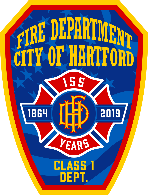 FIRE DEPARTMENT
CITY OF HARTFORD
155
1864 2019
HFD
YEARS
CLASS 1
DEPT.